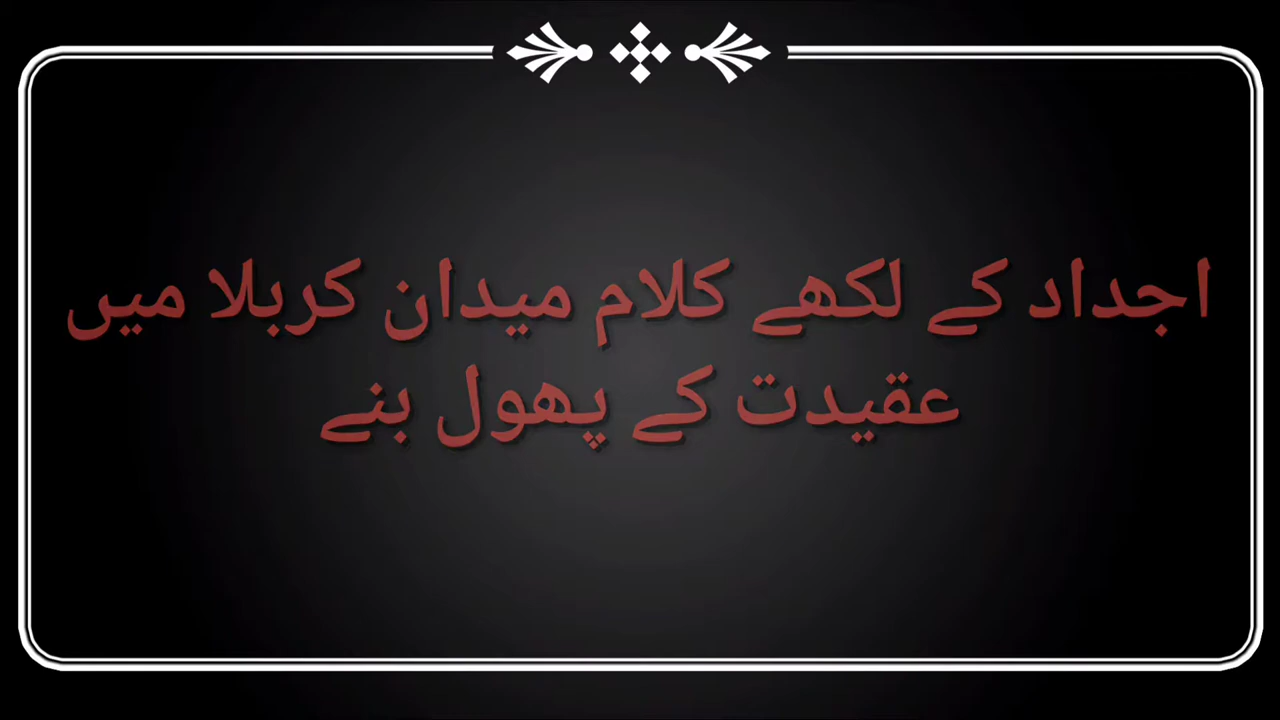 اجداد کے لکھے کلام میدان کربلا میں
عقیدت کے پھول بنے